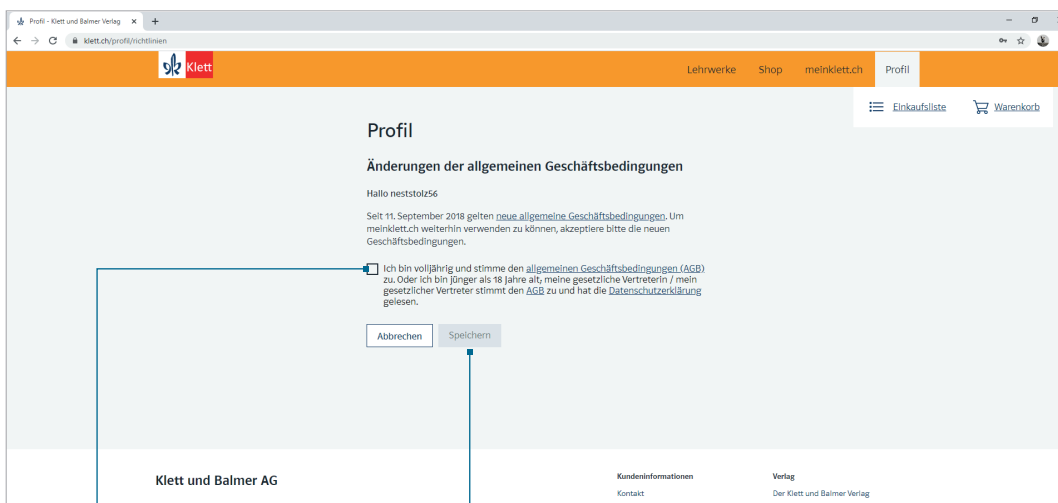 Profil - Klett und Balmer Verlag
klett.ch/profil/richtlinien
Klett
Lehrwerke Shop meinklett.ch Profil
Einkaufsliste Warenkorb
Profil
Änderungen der allgemeinen Geschäftsbedingungen
Hallo neststolz56
Seit 11. September 2018 gelten neue allgemeine Geschäftsbedingungen. Um
meinklett.ch weiterhin verwenden zu können, akzeptiere bitte die neuen
Geschäftsbedingungen.
Ich bin volljährig und stimme den allgemeinen Geschäftsbedingungen (AGB)
zu. Oder ich bin jünger als 18 Jahre alt; meine gesetzliche Vertreterin / mein
gesetzlicher Vertreter stimmt den AGB zu und hat die Datenschutzerklärung
gelesen.
Abbrechen Speichern
Klett und Balmer AG
Kundeninformationen
Kontakt
Verlag
Der Klett und Balmer Verlag